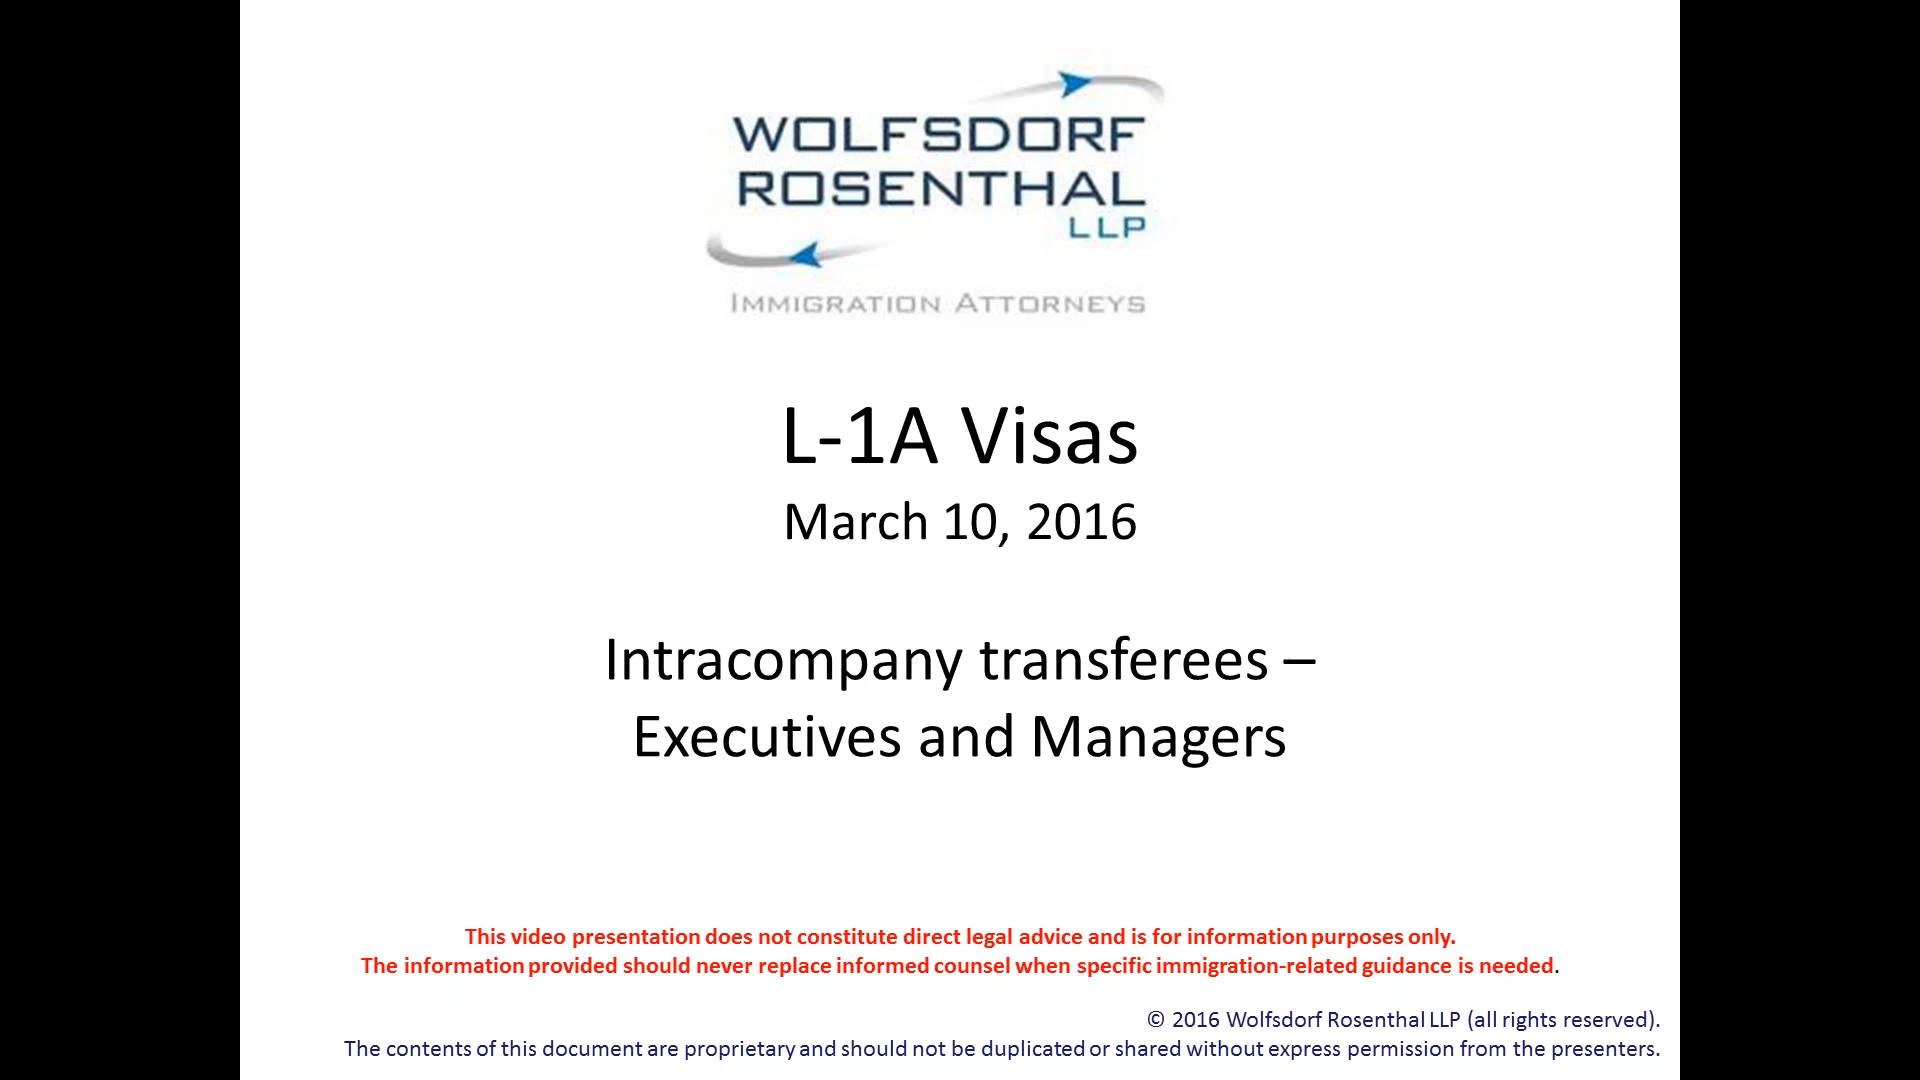 WOLFSDORF
ROSENTHAL
LLP
IMMIGRATION ATTORNEYS
L-1A Visas
March 10, 2016
Intracompany transferees –
Executives and Managers
This video presentation does not constitute direct legal advice and is for information purposes only.
The information provided should never replace informed counsel when specific immigration-related guidance is needed.
© 2016 Wolfsdorf Rosenthal LLP (all rights reserved).
The contents of this document are proprietary and should not be duplicated or shared without express permission from the presenters.